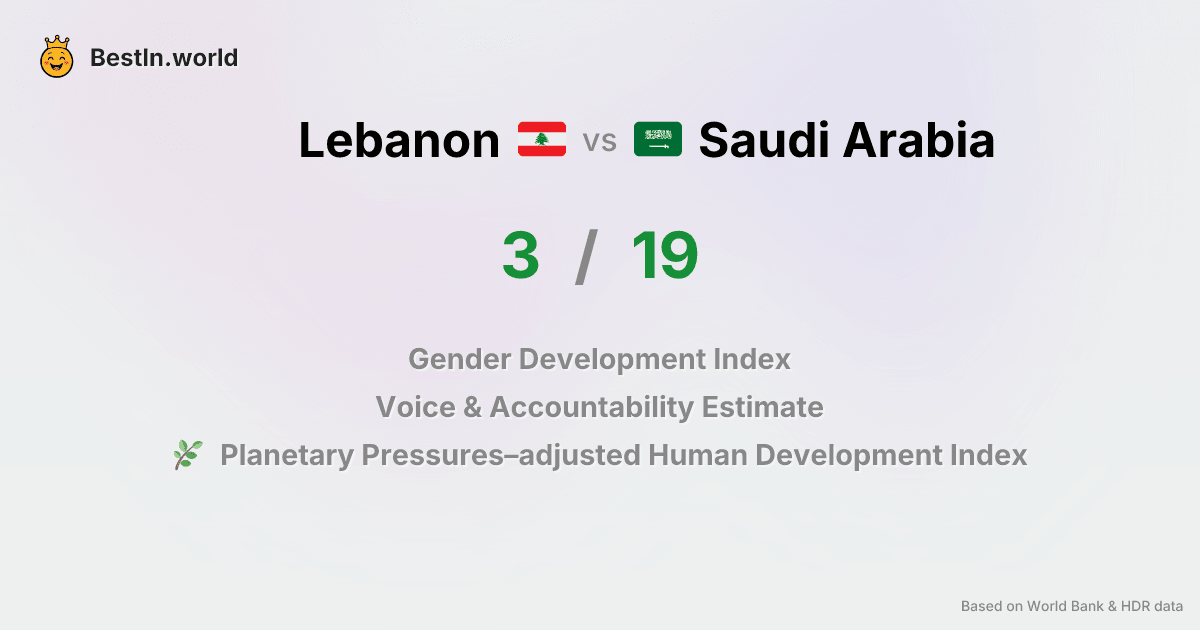 BestIn.world
Lebanon vs Saudi Arabia
3 / 19
Gender Development Index
Voice & Accountability Estimate
Planetary Pressures–adjusted Human Development Index
Based on World Bank & HDR data